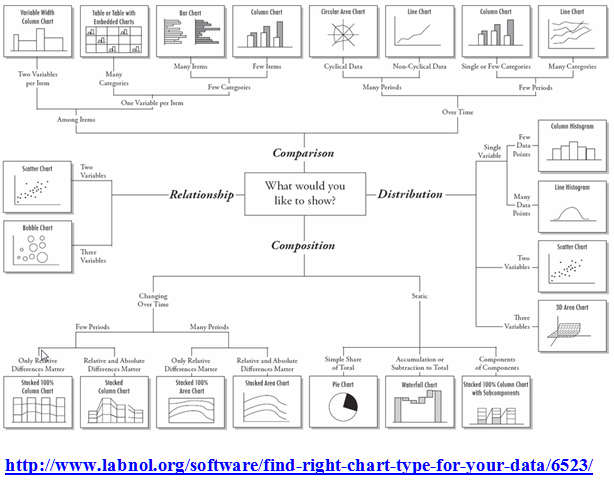 Variable Width
Column Chart
Table or Table with
Embedded Charts
Bar Chart
Column Chart
Circular Area Chart
Line Chart
Column Chart
Line Chart
Two Variables
per Item
Many
Categories
Many Items
Few Items
Cyclical Data
Non-Cyclical Data
Single or Few Categories
Many Categories
Few Categories
Many Periods
Few Periods
One Variable per Item
Among Items
Over Time
Comparison
What would you
like to show?
Relationship
Two
Variables
Scatter Chart
Three
Variables
Bubble Chart
Distribution
Single
Variable
Few
Data
Points
Column Histogram
Many
Data
Points
Line Histogram
Two
Variables
Scatter Chart
Three
Variables
3D Area Chart
Composition
Changing
Over Time
Static
Few Periods
Many Periods
Only Relative
Differences Matter
Relative and Absolute
Differences Matter
Only Relative
Differences Matter
Relative and Absolute
Differences Matter
Simple Share
of Total
Accumulation or
Subtraction to Total
Components
of Components
Stacked 100%
Column Chart
Stacked
Column Chart
Stacked 100%
Area Chart
Stacked Area Chart
Pie Chart
Waterfall Chart
Stacked 100% Column Chart
with Subcomponents
http://www.labnol.org/software/find-right-chart-type-for-your-data/6523/